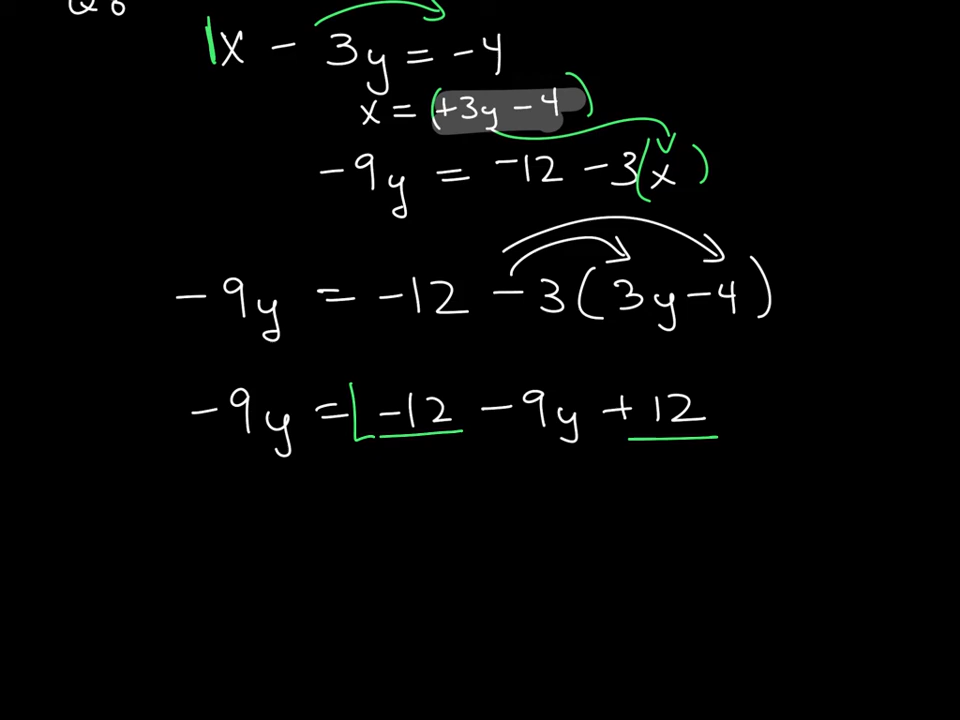 1x - 3y = -4
x = (+3y - 4)
-9y = -12 - 3(x)
-9y = -12 - 3(3y - 4)
-9y = -12 - 9y + 12